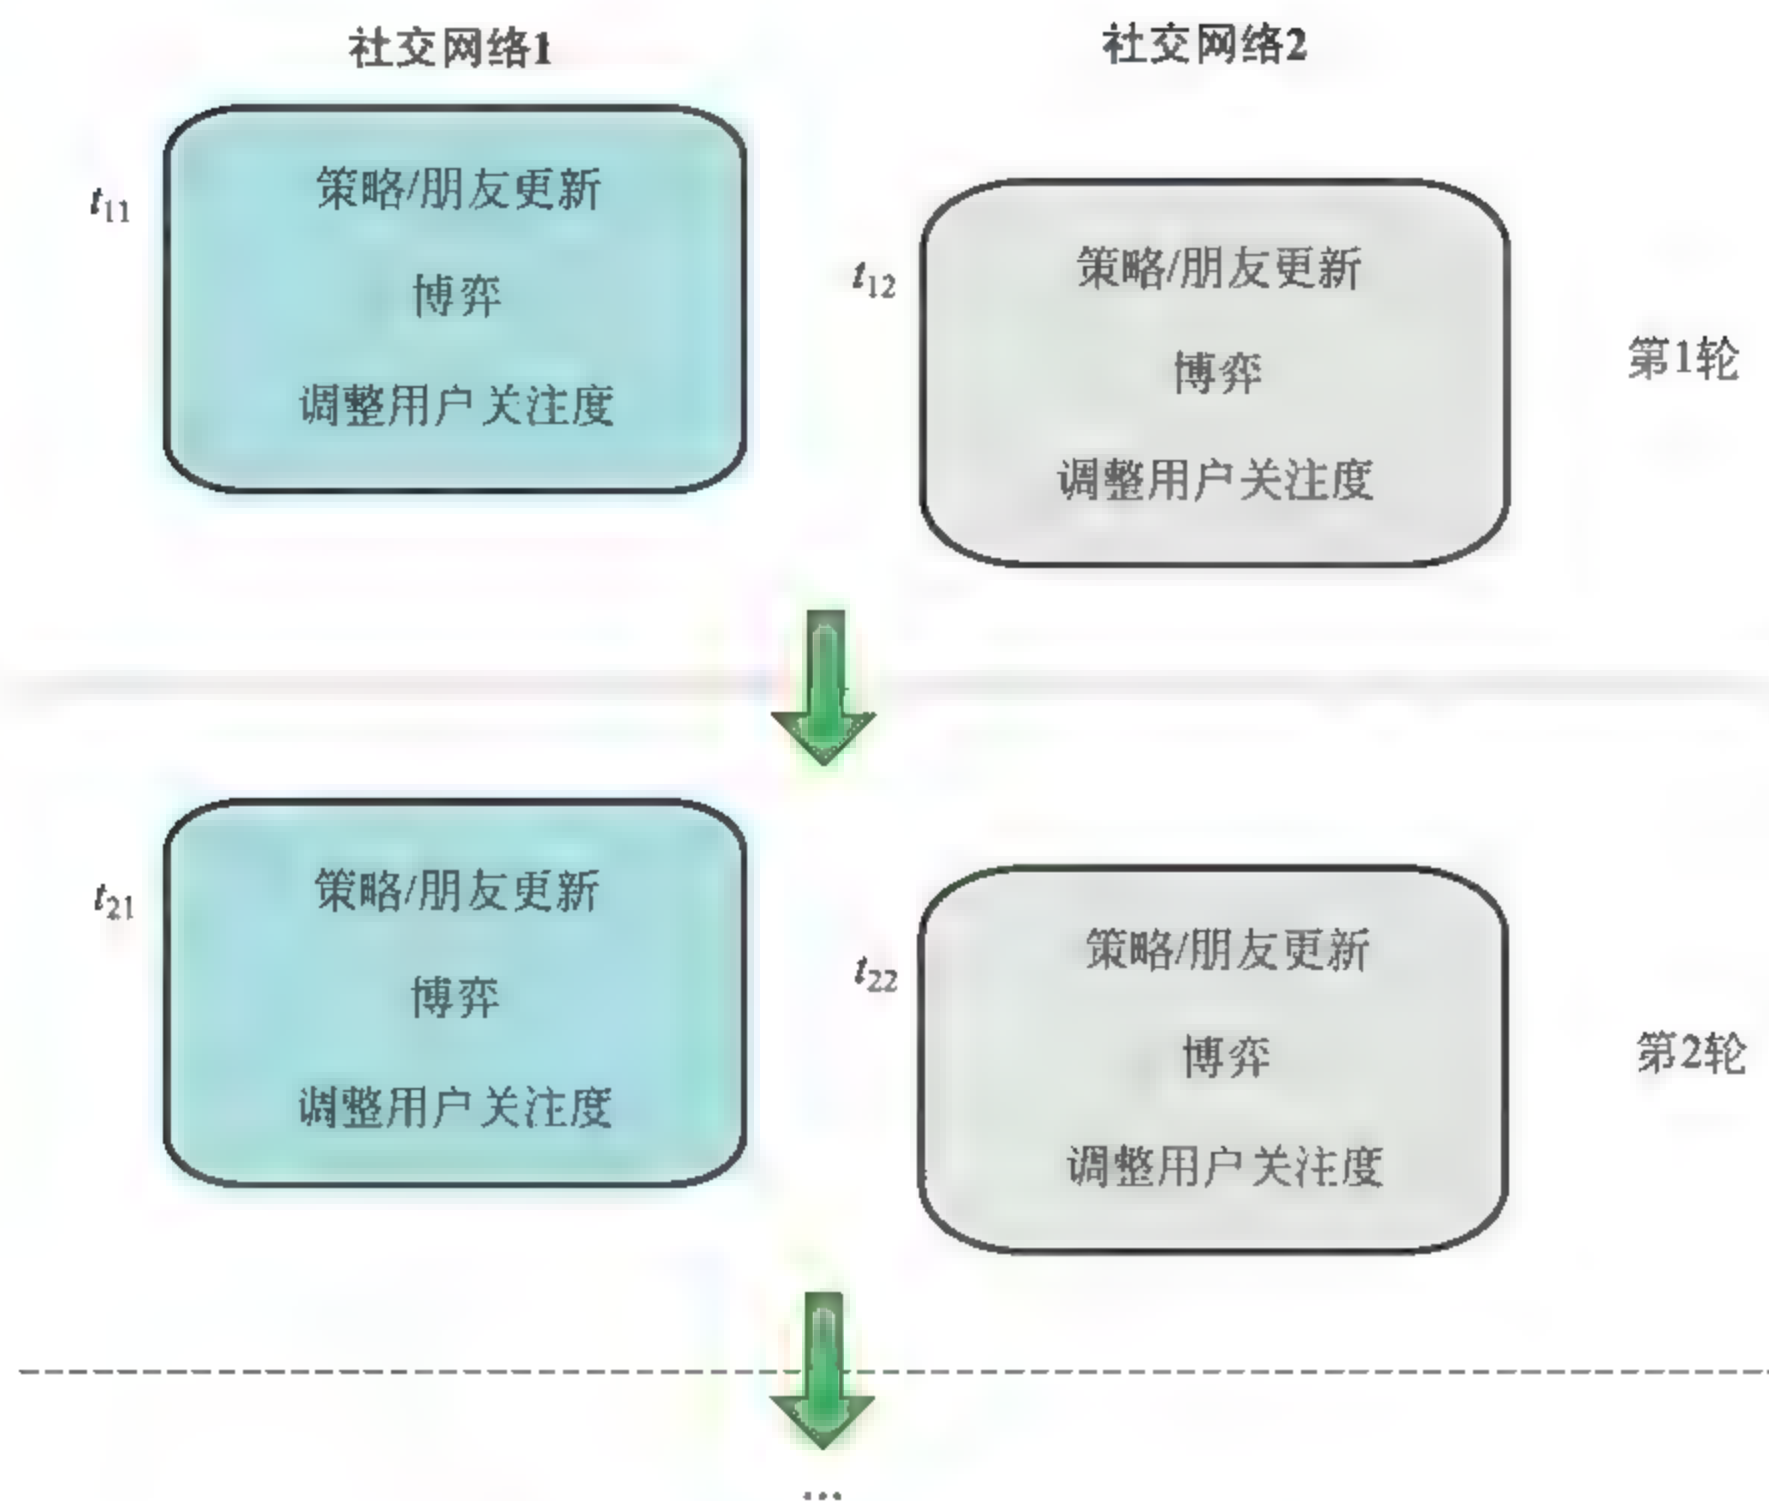 社交网络1
社交网络2
t11
策略/朋友更新
博弈
调整用户关注度
t12
策略/朋友更新
博弈
调整用户关注度
第1轮
t21
策略/朋友更新
博弈
调整用户关注度
t22
策略/朋友更新
博弈
调整用户关注度
第2轮
...